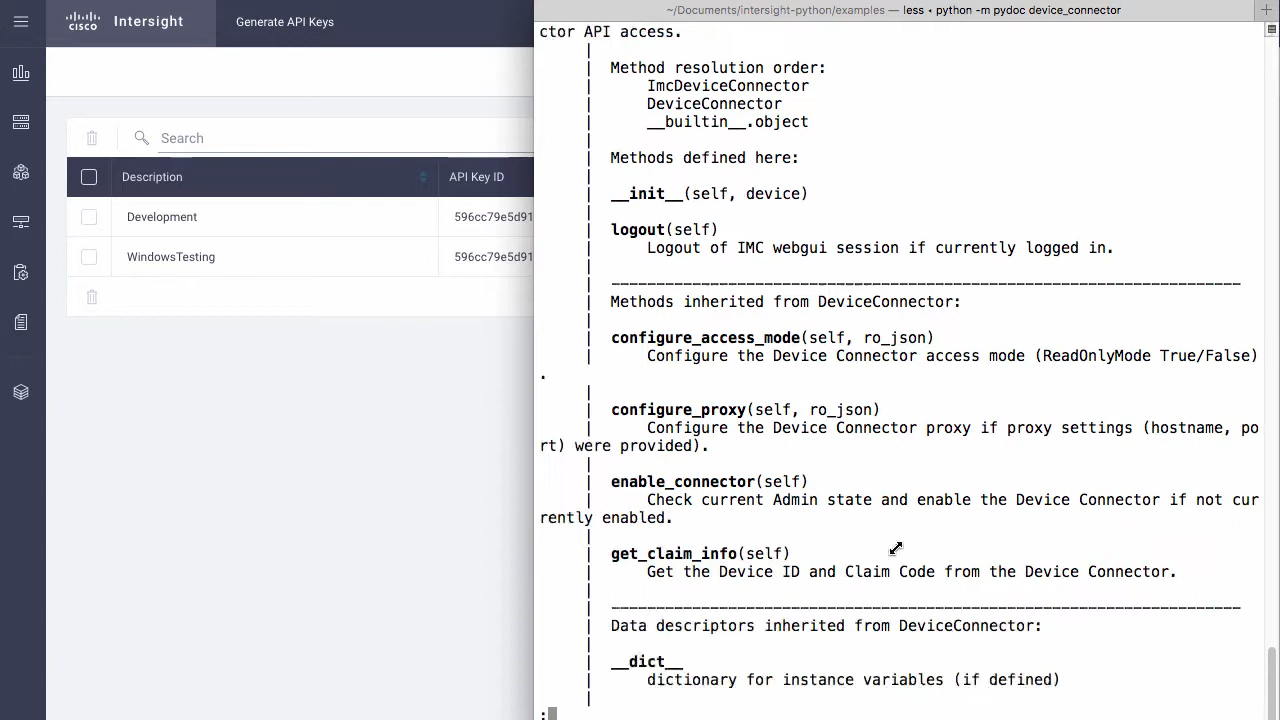 cisco
Intersight
Generate API Keys
Search
Description
API Key ID
Development
596cc79e5d91
WindowsTesting
596cc79e5d91
~/Documents/intersight-python/examples — less ◂ python -m pydoc device_connector
ctor API access.
|
| Method resolution order:
| ImcDeviceConnector
| DeviceConnector
| __builtin__.object
|
| Methods defined here:
|
| __init__(self, device)
|
| logout(self)
| Logout of IMC webgui session if currently logged in.
|
| ----------------------------------------------------------------------
| Methods inherited from DeviceConnector:
|
| configure_access_mode(self, ro_json)
| Configure the Device Connector access mode (ReadOnlyMode True/False)
.
|
| configure_proxy(self, ro_json)
| Configure the Device Connector proxy if proxy settings (hostname, po
rt) were provided).
|
| enable_connector(self)
| Check current Admin state and enable the Device Connector if not cur
rently enabled.
|
| get_claim_info(self)
| Get the Device ID and Claim Code from the Device Connector.
|
| ----------------------------------------------------------------------
| Data descriptors inherited from DeviceConnector:
|
| __dict__
| dictionary for instance variables (if defined)
|
: